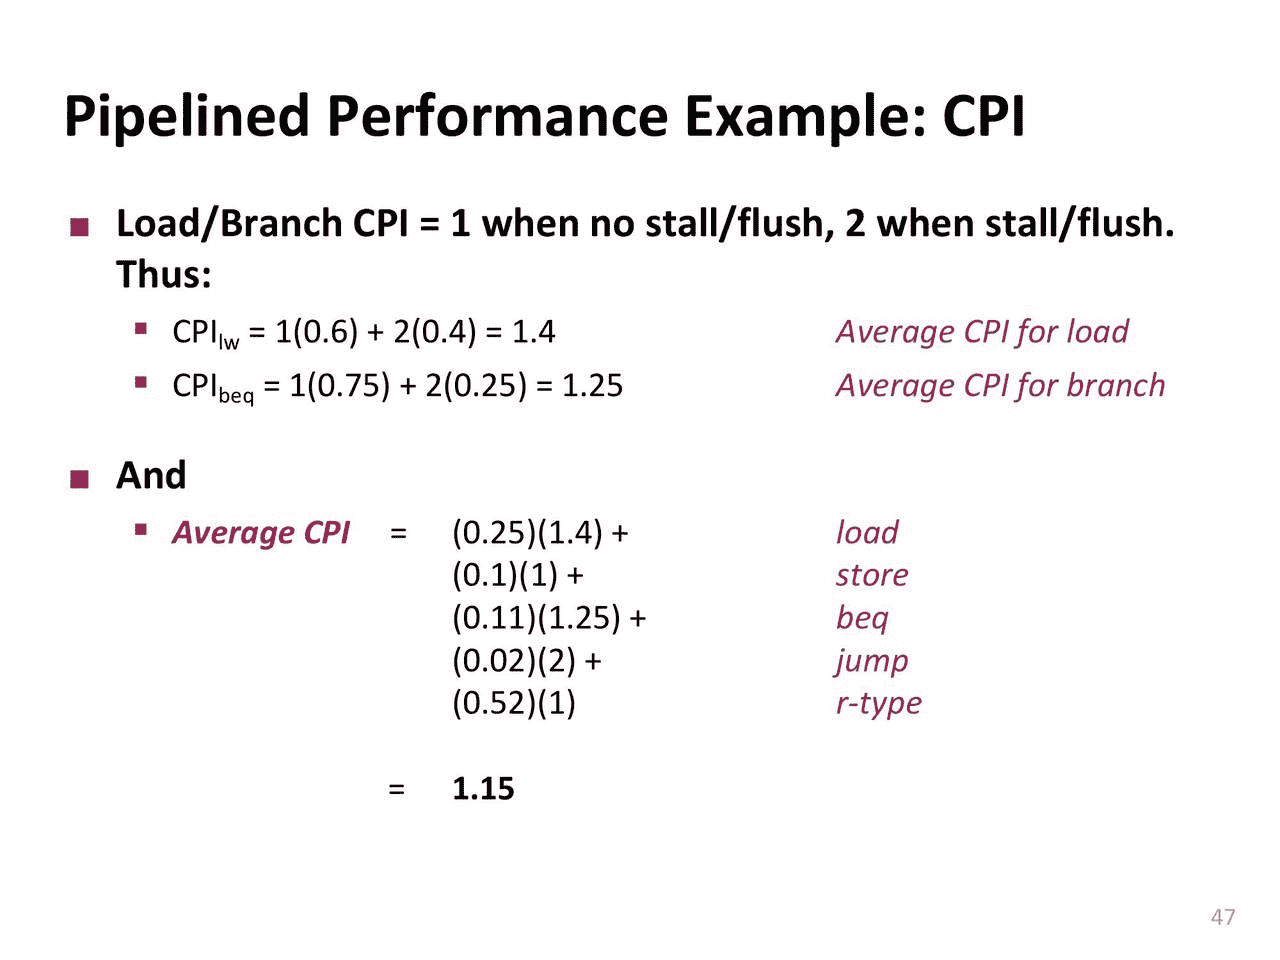 Pipelined Performance Example: CPI
■ Load/Branch CPI = 1 when no stall/flush, 2 when stall/flush.
Thus:
▪ CPIlw = 1(0.6) + 2(0.4) = 1.4 Average CPI for load
▪ CPIbeq = 1(0.75) + 2(0.25) = 1.25 Average CPI for branch
■ And
▪ Average CPI = (0.25)(1.4) + load
(0.1)(1) + store
(0.11)(1.25) + beq
(0.02)(2) + jump
(0.52)(1) r-type
= 1.15
47